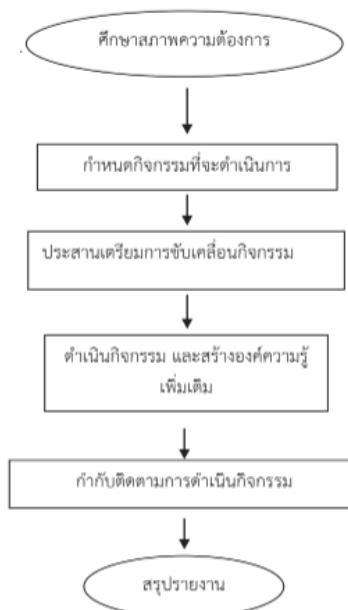 ศึกษาสภาพความต้องการ
กำหนดกิจกรรมที่จะดำเนินการ
ประสานเตรียมการขับเคลื่อนกิจกรรม
ดำเนินกิจกรรม และสร้างองค์ความรู้
เพิ่มเติม
กำกับติดตามการดำเนินกิจกรรม
สรุปรายงาน